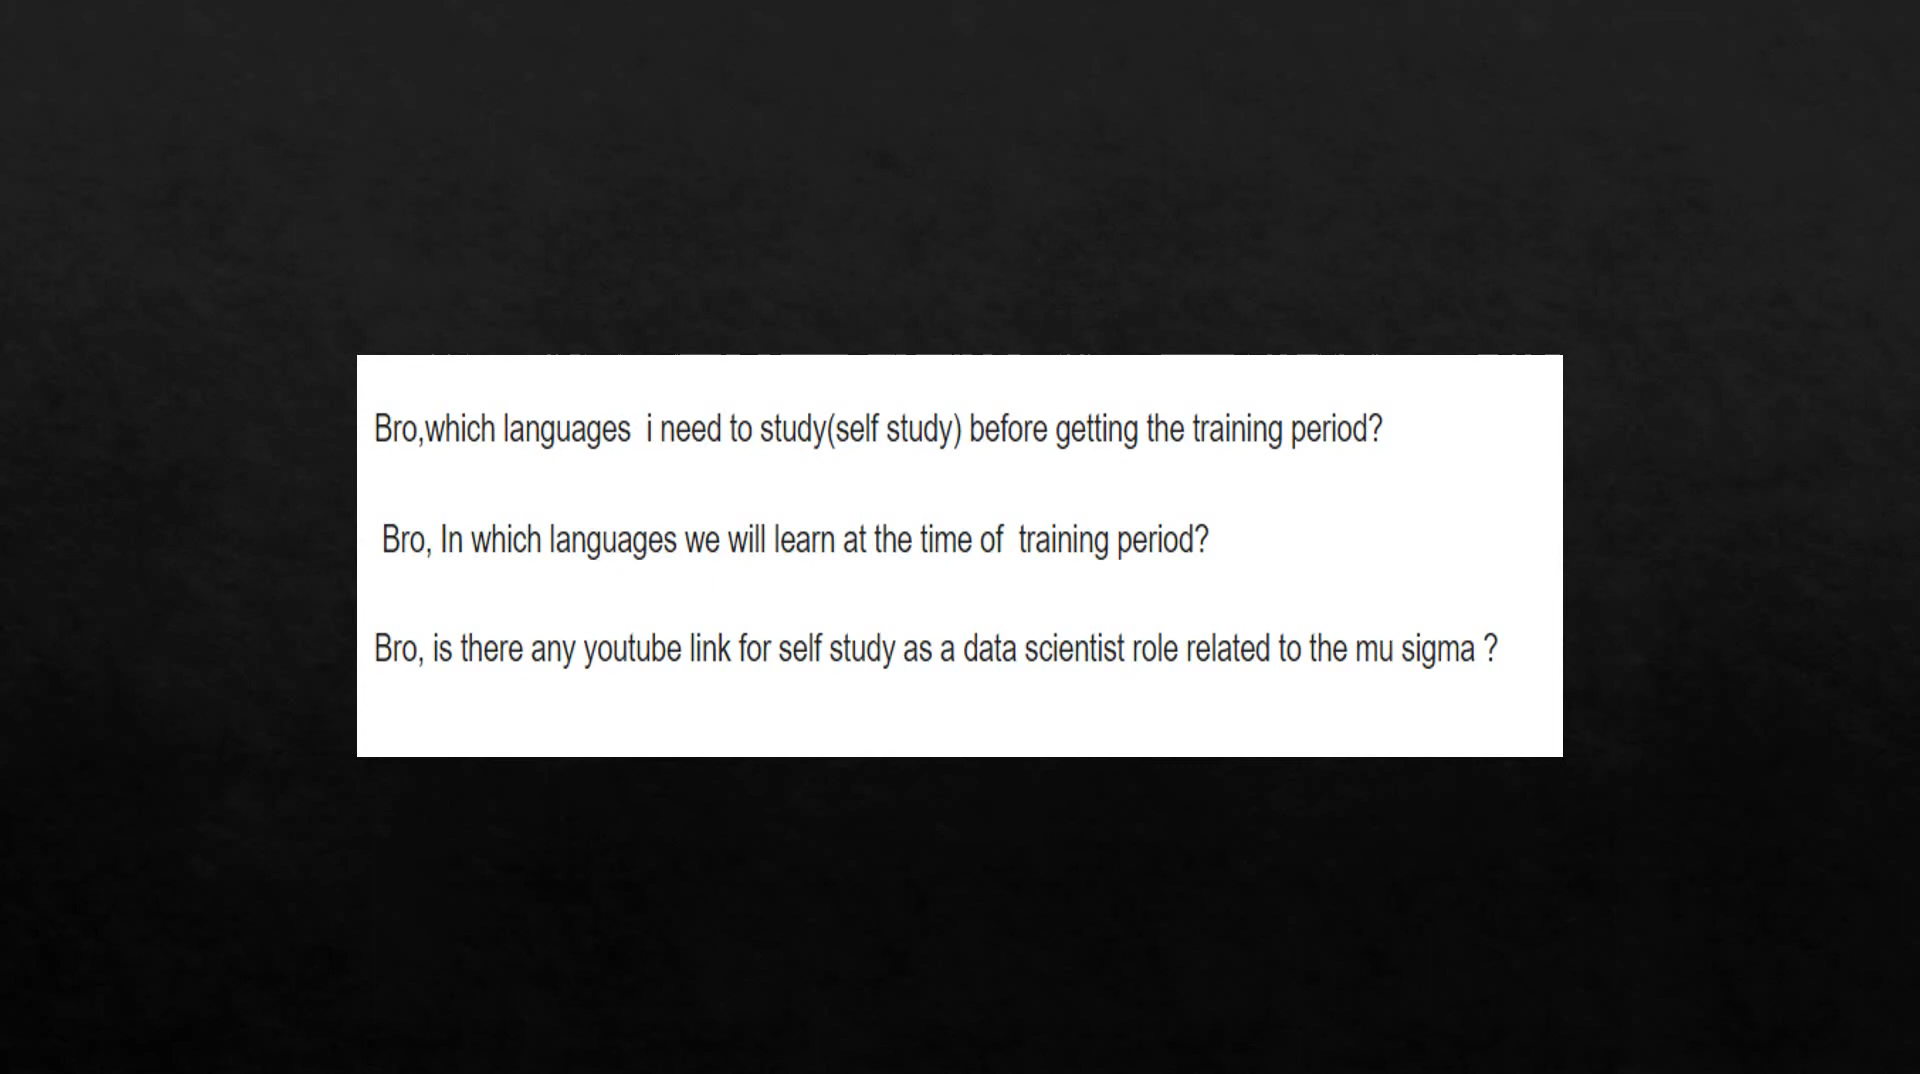 Bro,which languages  i need to study(self study) before getting the training period?
Bro, In which languages we will learn at the time of  training period?
Bro, is there any youtube link for self study as a data scientist role related to the mu sigma ?